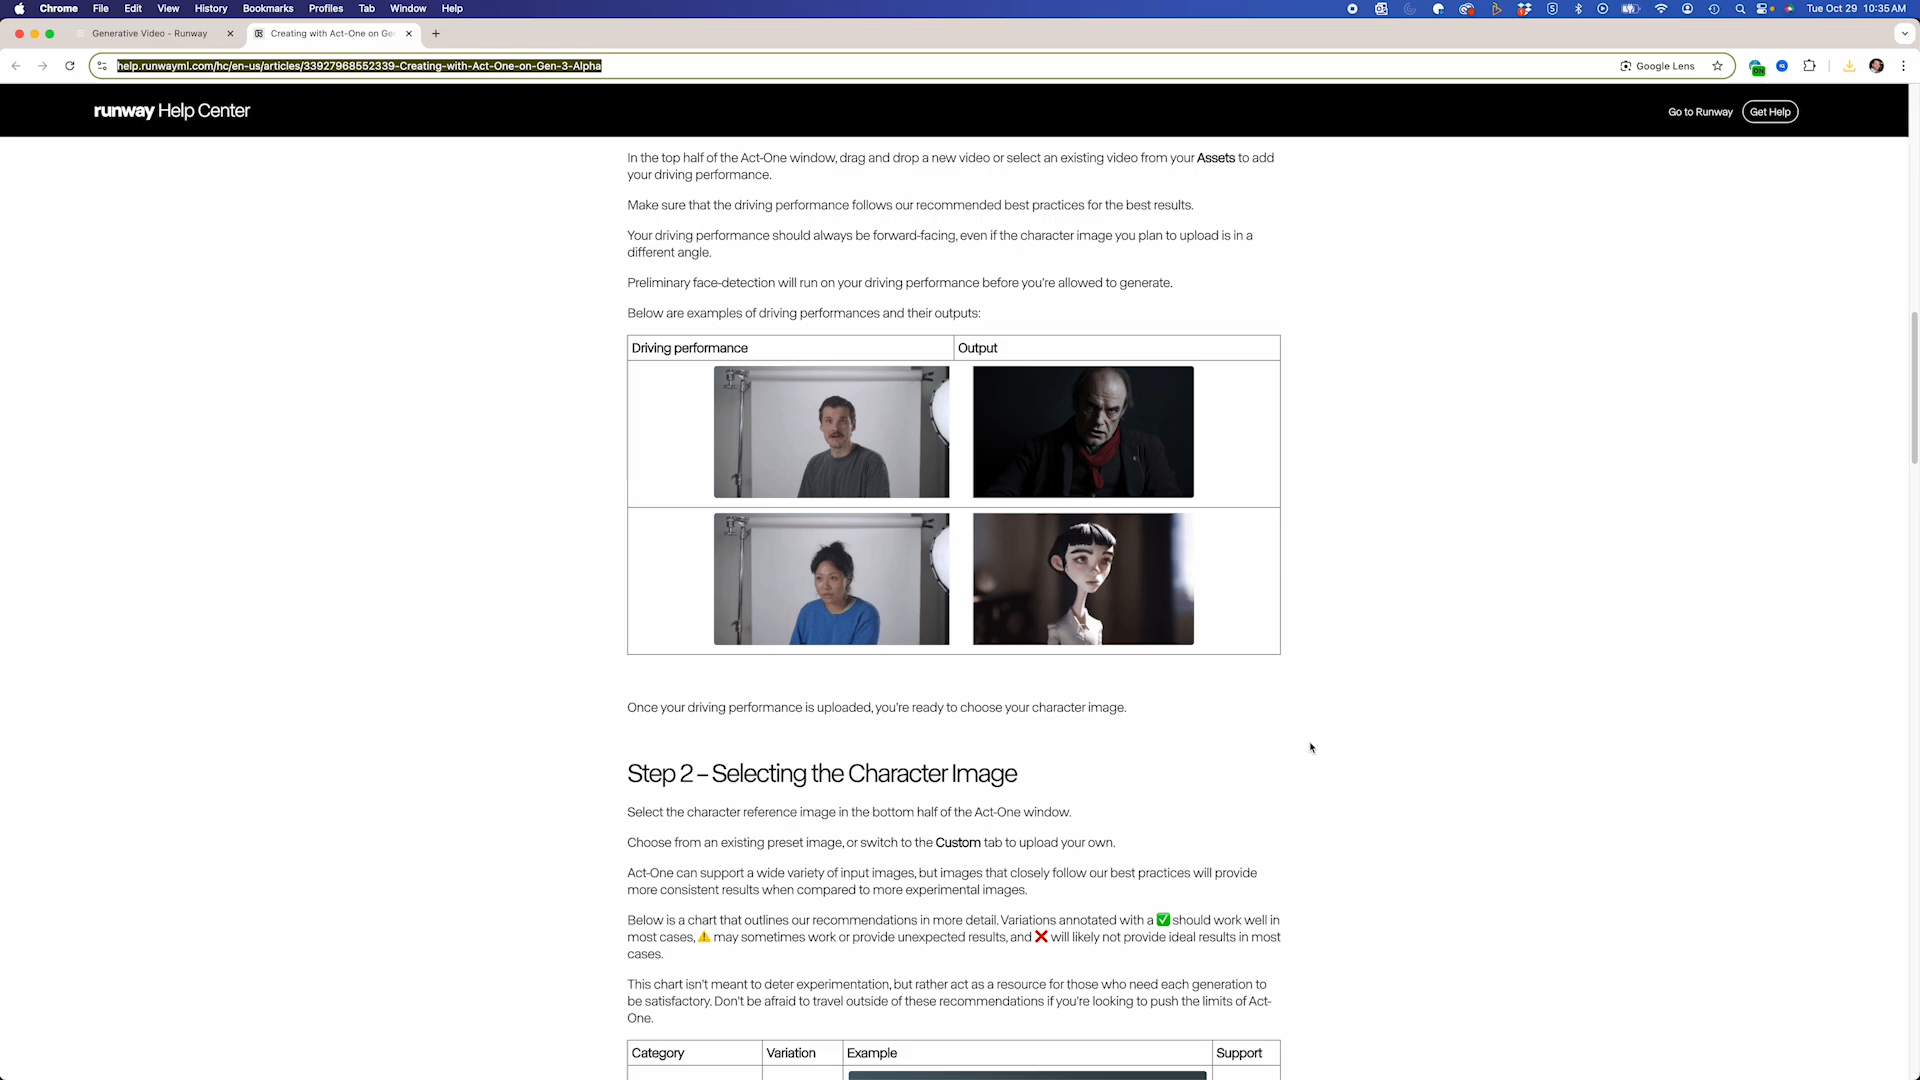 Chrome File Edit View History Bookmarks Profiles Tab Window Help Tue Oct 29 10:35 AM
Generative Video - Runway Creating with Act-One on Ge
help.runwayml.com/hc/en-us/articles/33927968552339-Creating-with-Act-One-on-Gen-3-Alpha Google Lens ON
runway Help Center Go to Runway Get Help
In the top half of the Act-One window, drag and drop a new video or select an existing video from your Assets to add
your driving performance.
Make sure that the driving performance follows our recommended best practices for the best results.
Your driving performance should always be forward-facing, even if the character image you plan to upload is in a
different angle.
Preliminary face-detection will run on your driving performance before you're allowed to generate.
Below are examples of driving performances and their outputs:
Driving performance Output
Once your driving performance is uploaded, you're ready to choose your character image.
Step 2 – Selecting the Character Image
Select the character reference image in the bottom half of the Act-One window.
Choose from an existing preset image, or switch to the Custom tab to upload your own.
Act-One can support a wide variety of input images, but images that closely follow our best practices will provide
more consistent results when compared to more experimental images.
Below is a chart that outlines our recommendations in more detail. Variations annotated with a ✅ should work well in
most cases, ⚠️ may sometimes work or provide unexpected results, and ❌ will likely not provide ideal results in most
cases.
This chart isn't meant to deter experimentation, but rather act as a resource for those who need each generation to
be satisfactory. Don't be afraid to travel outside of these recommendations if you're looking to push the limits of Act-
One.
Category Variation Example Support